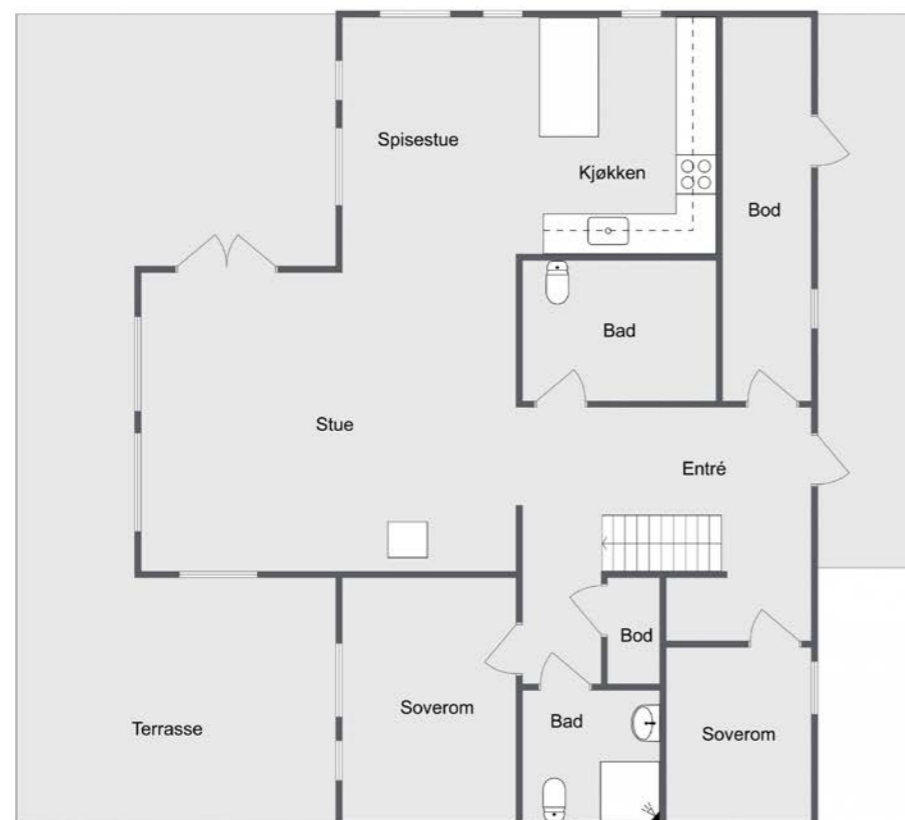 Spisestue
Kjøkken
Bod
Bad
Stue
Entré
Bod
Soverom
Bad
Terrasse
Soverom